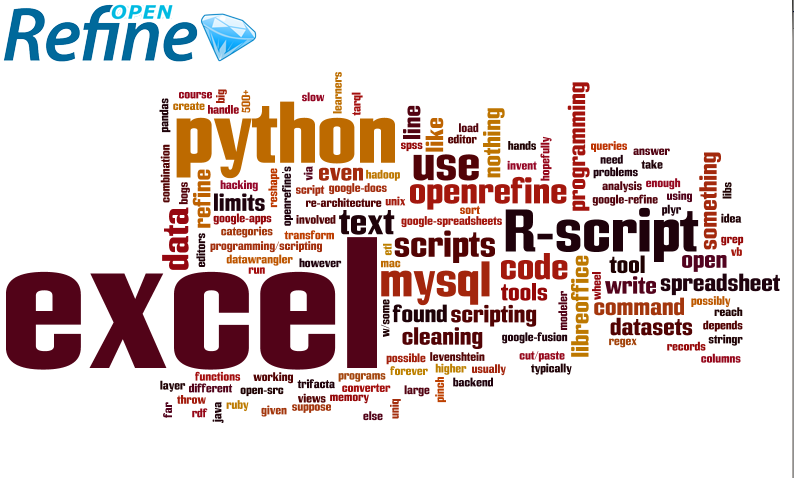 OPEN
Refine
course
big
500+
slow
learners
tarql
create
handle
pandas
python
line
like
nothing
load
editor
spss
hands
programming
queries
answer
combination
bogs
refine
hacking
reshape
openrefine's
via
even
hadoop
use
invent
hopefully
need
take
problems
script
google-docs
analysis
enough
limits
re-architecture
unix
openrefine
google-refine
using
something
libs
data
google-apps
involved
text
sort
google-spreadsheets
plyr
idea
categories
transform
R-script
editors
programming/scripting
etl
scripts
grep
vb
datawrangler
run
however
mac
mysql
code
tool
open
excel
tools
libreoffice
wheel
write
spreadsheet
w/some
found
scripting
modeler
command
possibly
reach
cleaning
google-fusion
datasets
depends
regex
stringr
records
possible
levenshtein
cut/paste
columns
functions
working
programs
forever
higher
usually
typically
layer
different
open-src
trifacta
converter
large
pinch
backend
throw
views
memory
far
rdf
java
ruby
given
suppose
else
uniq